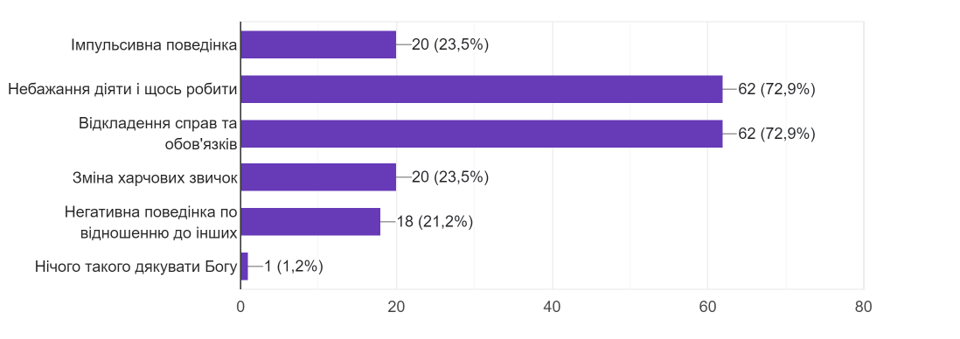 Імпульсивна поведінка
20 (23,5%)
Небажання діяти і щось робити
62 (72,9%)
Відкладення справ та
обов'язків
62 (72,9%)
Зміна харчових звичок
20 (23,5%)
Негативна поведінка по
відношенню до інших
18 (21,2%)
Нічого такого дякувати Богу
1 (1,2%)
0 20 40 60 80